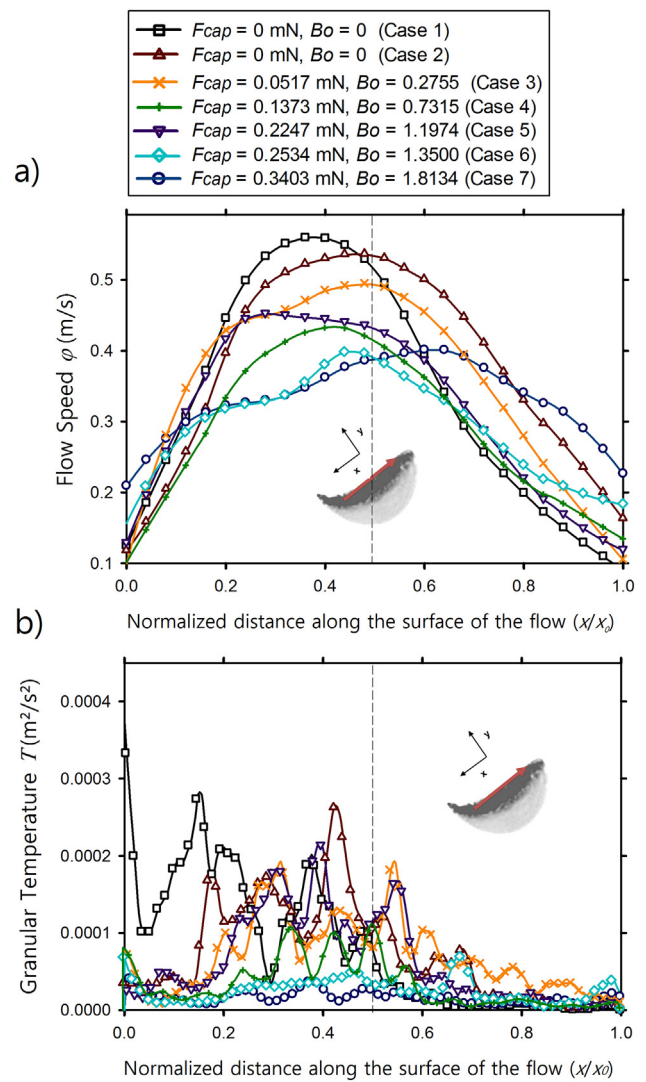 Fcap = 0 mN, Bo = 0 (Case 1)
Fcap = 0 mN, Bo = 0 (Case 2)
Fcap = 0.0517 mN, Bo = 0.2755 (Case 3)
Fcap = 0.1373 mN, Bo = 0.7315 (Case 4)
Fcap = 0.2247 mN, Bo = 1.1974 (Case 5)
Fcap = 0.2534 mN, Bo = 1.3500 (Case 6)
Fcap = 0.3403 mN, Bo = 1.8134 (Case 7)
a)
Flow Speed φ (m/s)
0.5
0.4
0.3
0.2
0.1
y
x
0.0 0.2 0.4 0.6 0.8 1.0
Normalized distance along the surface of the flow (x/x₀)
b)
Granular Temperature T (m²/s²)
0.0004
0.0003
0.0002
0.0001
0.0000
y
x
0.0 0.2 0.4 0.6 0.8 1.0
Normalized distance along the surface of the flow (x/x0)